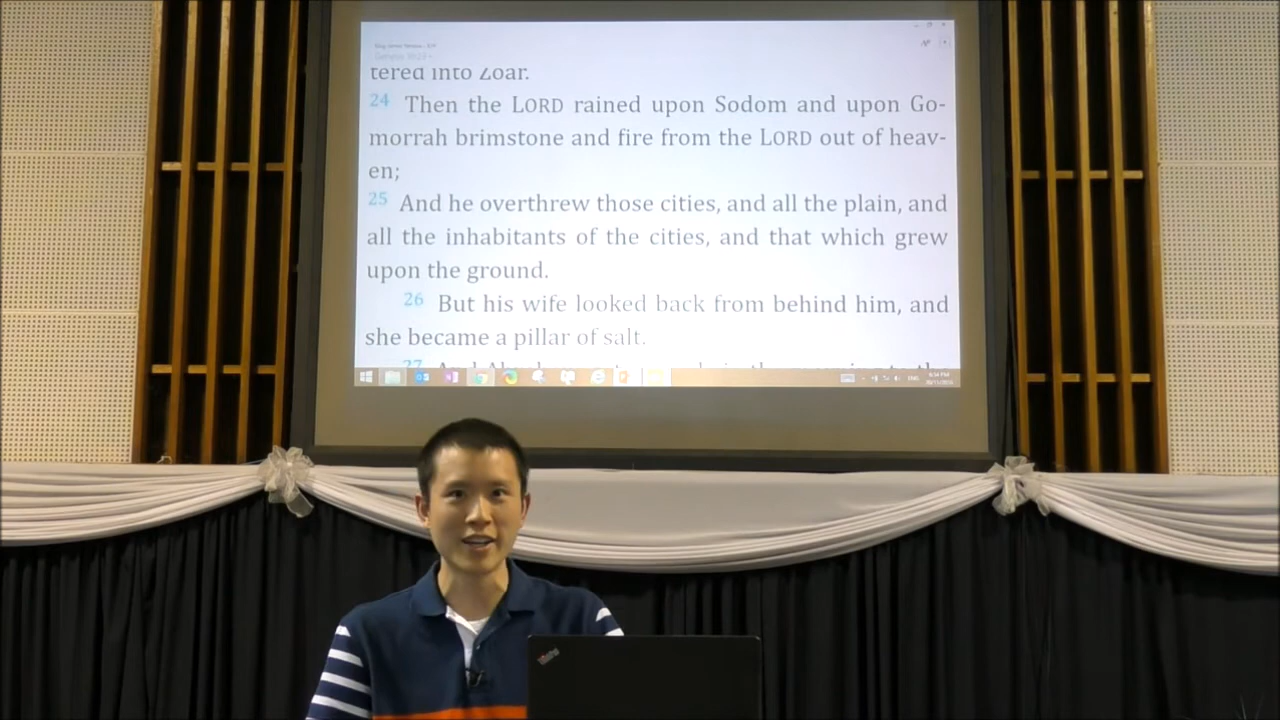 tered into Zoar.
24 Then the LORD rained upon Sodom and upon Go-
morrah brimstone and fire from the LORD out of heav-
en;
25 And he overthrew those cities, and all the plain, and
all the inhabitants of the cities, and that which grew
upon the ground.
26 But his wife looked back from behind him, and
she became a pillar of salt.
27
ENG
ThinkPad